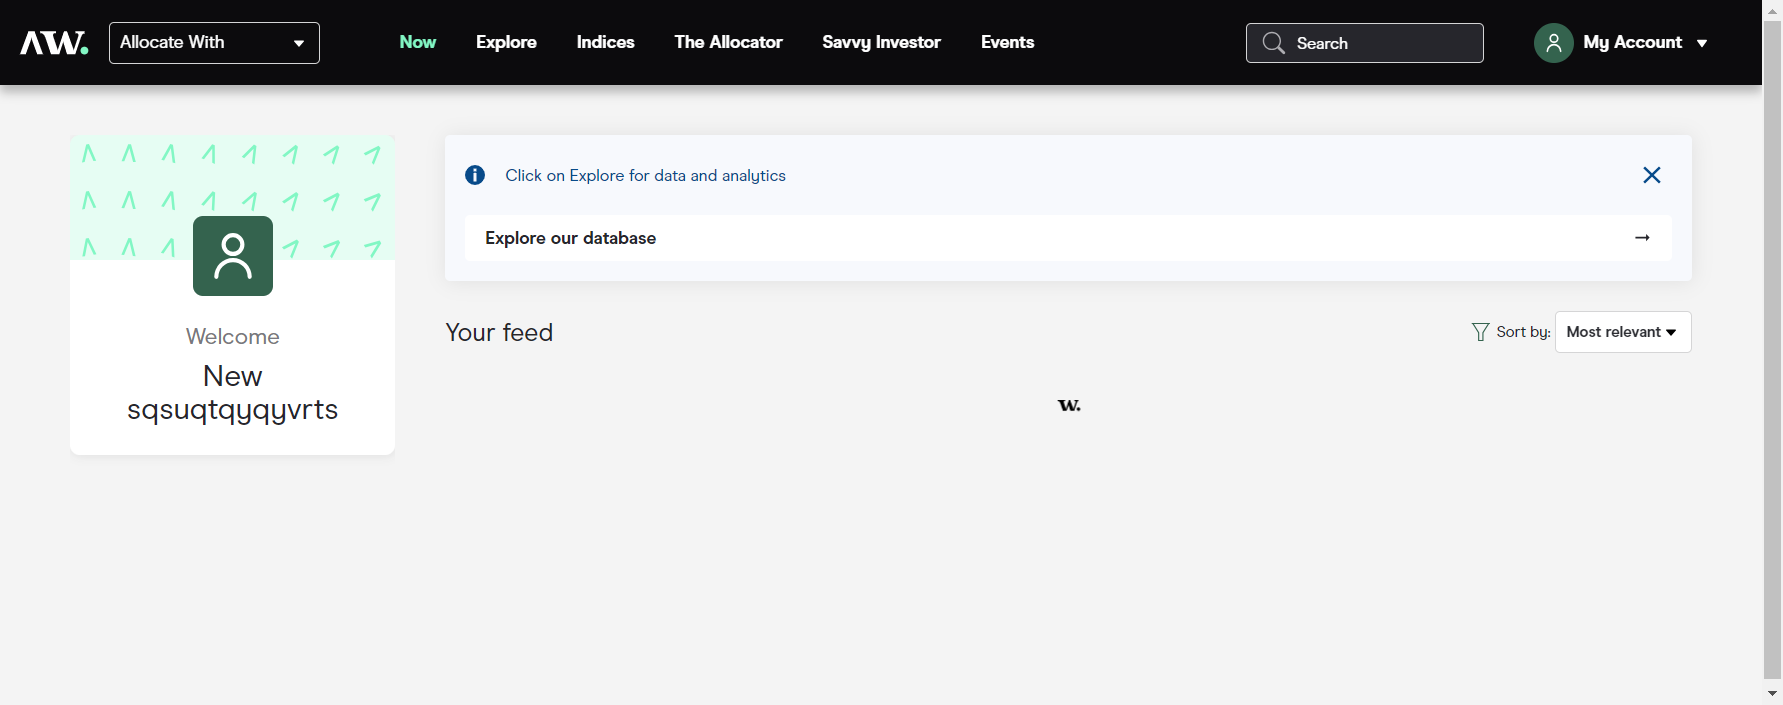 AW.
Allocate With
Now
Explore
Indices
The Allocator
Savvy Investor
Events
Search
My Account
Click on Explore for data and analytics
Explore our database
Welcome
New
sqsuqtqyqyvrts
Your feed
Sort by:
Most relevant
w.